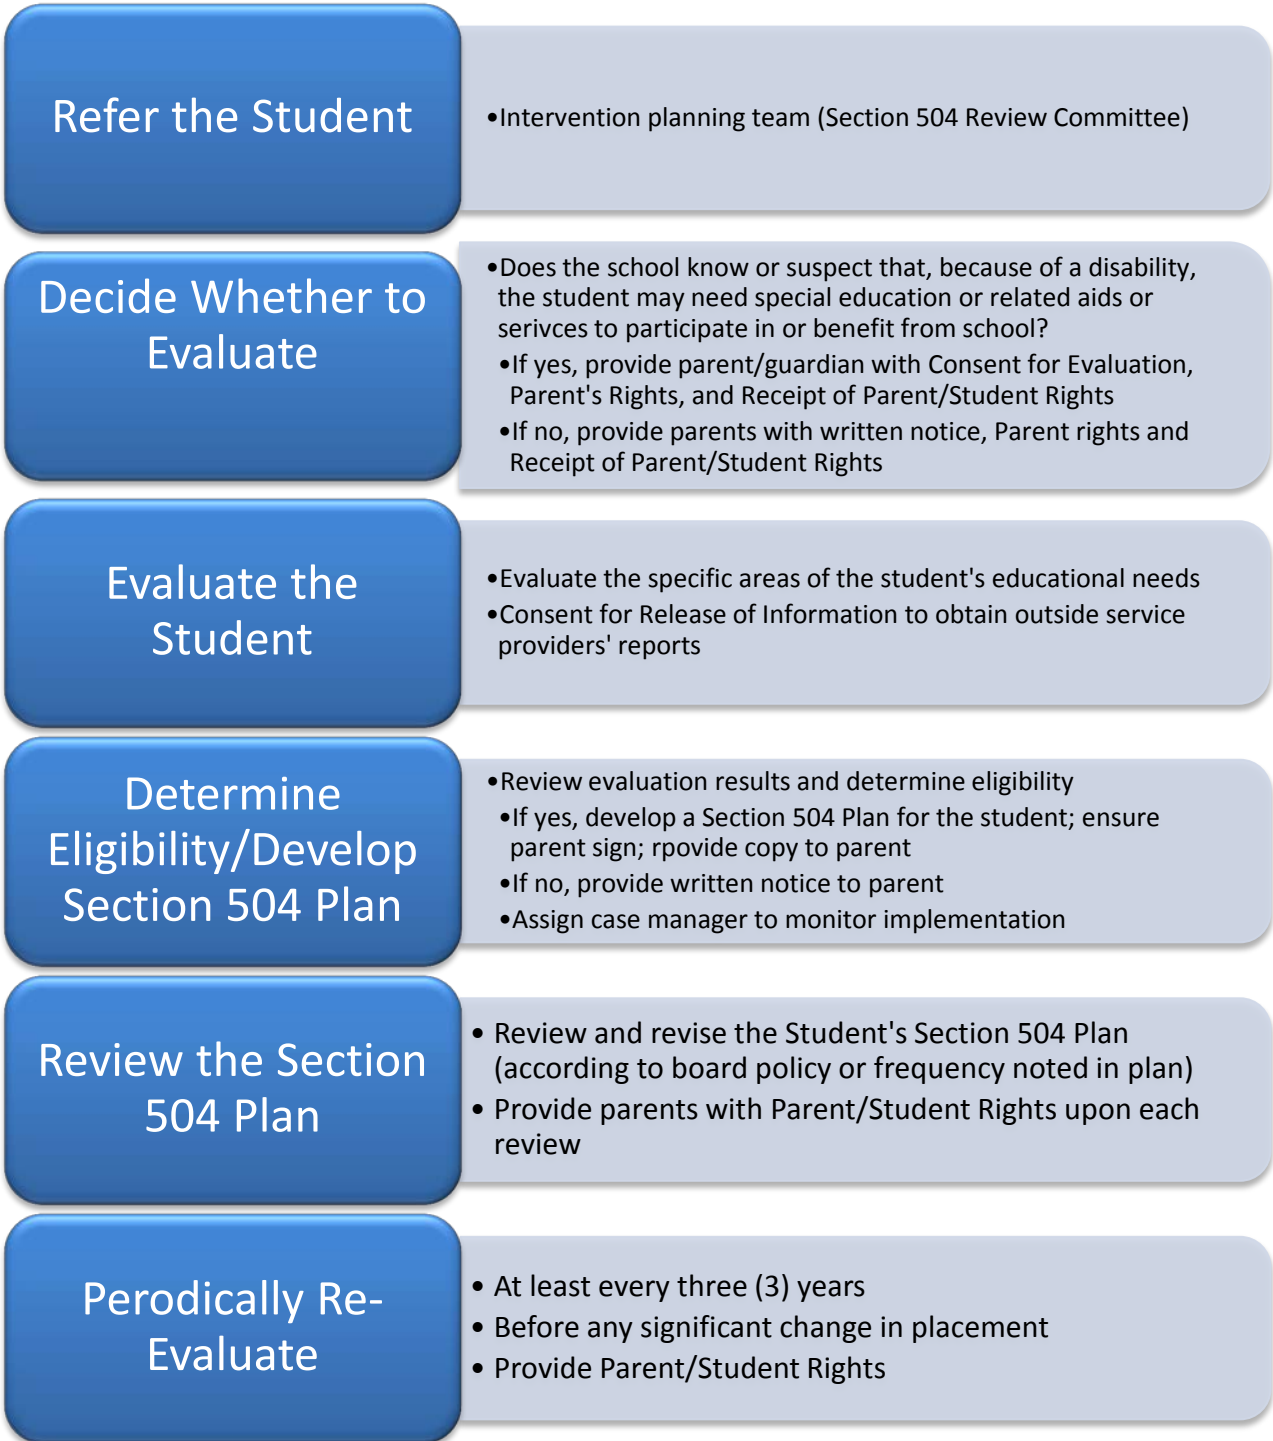 Refer the Student
•Intervention planning team (Section 504 Review Committee)
Decide Whether to
Evaluate
•Does the school know or suspect that, because of a disability,
the student may need special education or related aids or
serivces to participate in or benefit from school?
•If yes, provide parent/guardian with Consent for Evaluation,
Parent's Rights, and Receipt of Parent/Student Rights
•If no, provide parents with written notice, Parent rights and
Receipt of Parent/Student Rights
Evaluate the
Student
•Evaluate the specific areas of the student's educational needs
•Consent for Release of Information to obtain outside service
providers' reports
Determine
Eligibility/Develop
Section 504 Plan
•Review evaluation results and determine eligibility
•If yes, develop a Section 504 Plan for the student; ensure
parent sign; rpovide copy to parent
•If no, provide written notice to parent
•Assign case manager to monitor implementation
Review the Section
504 Plan
• Review and revise the Student's Section 504 Plan
(according to board policy or frequency noted in plan)
• Provide parents with Parent/Student Rights upon each
review
Perodically Re-
Evaluate
• At least every three (3) years
• Before any significant change in placement
• Provide Parent/Student Rights